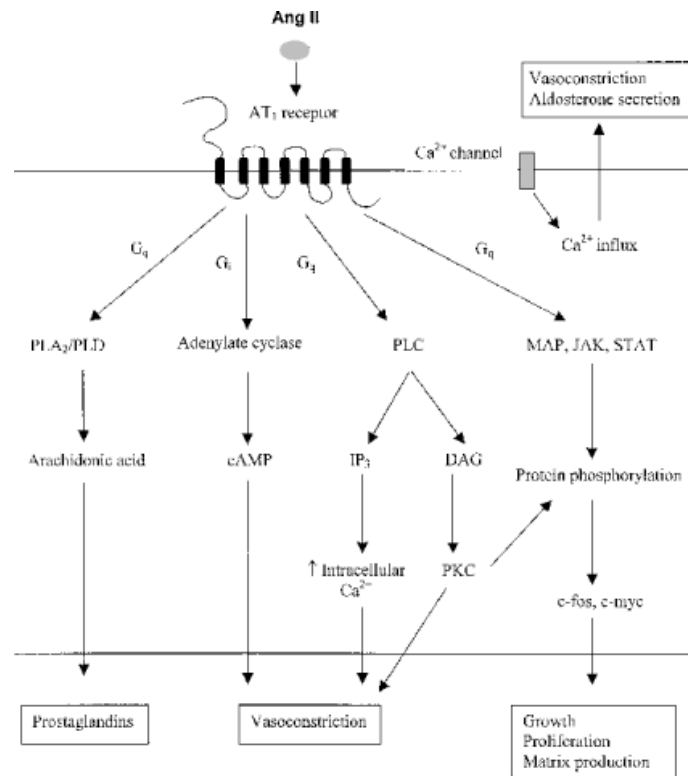 Ang II
Vasoconstriction
Aldosterone secretion
AT₁ receptor
Ca²⁺ channel
Ca²⁺ influx
Gq
Gi
Gq
Gq
PLA₂/PLD
Adenylate cyclase
PLC
MAP, JAK, STAT
Arachidonic acid
cAMP
IP₃
DAG
Protein phosphorylation
↑ Intracellular
Ca²⁺
PKC
c-fos, c-myc
Prostaglandins
Vasoconstriction
Growth
Proliferation
Matrix production